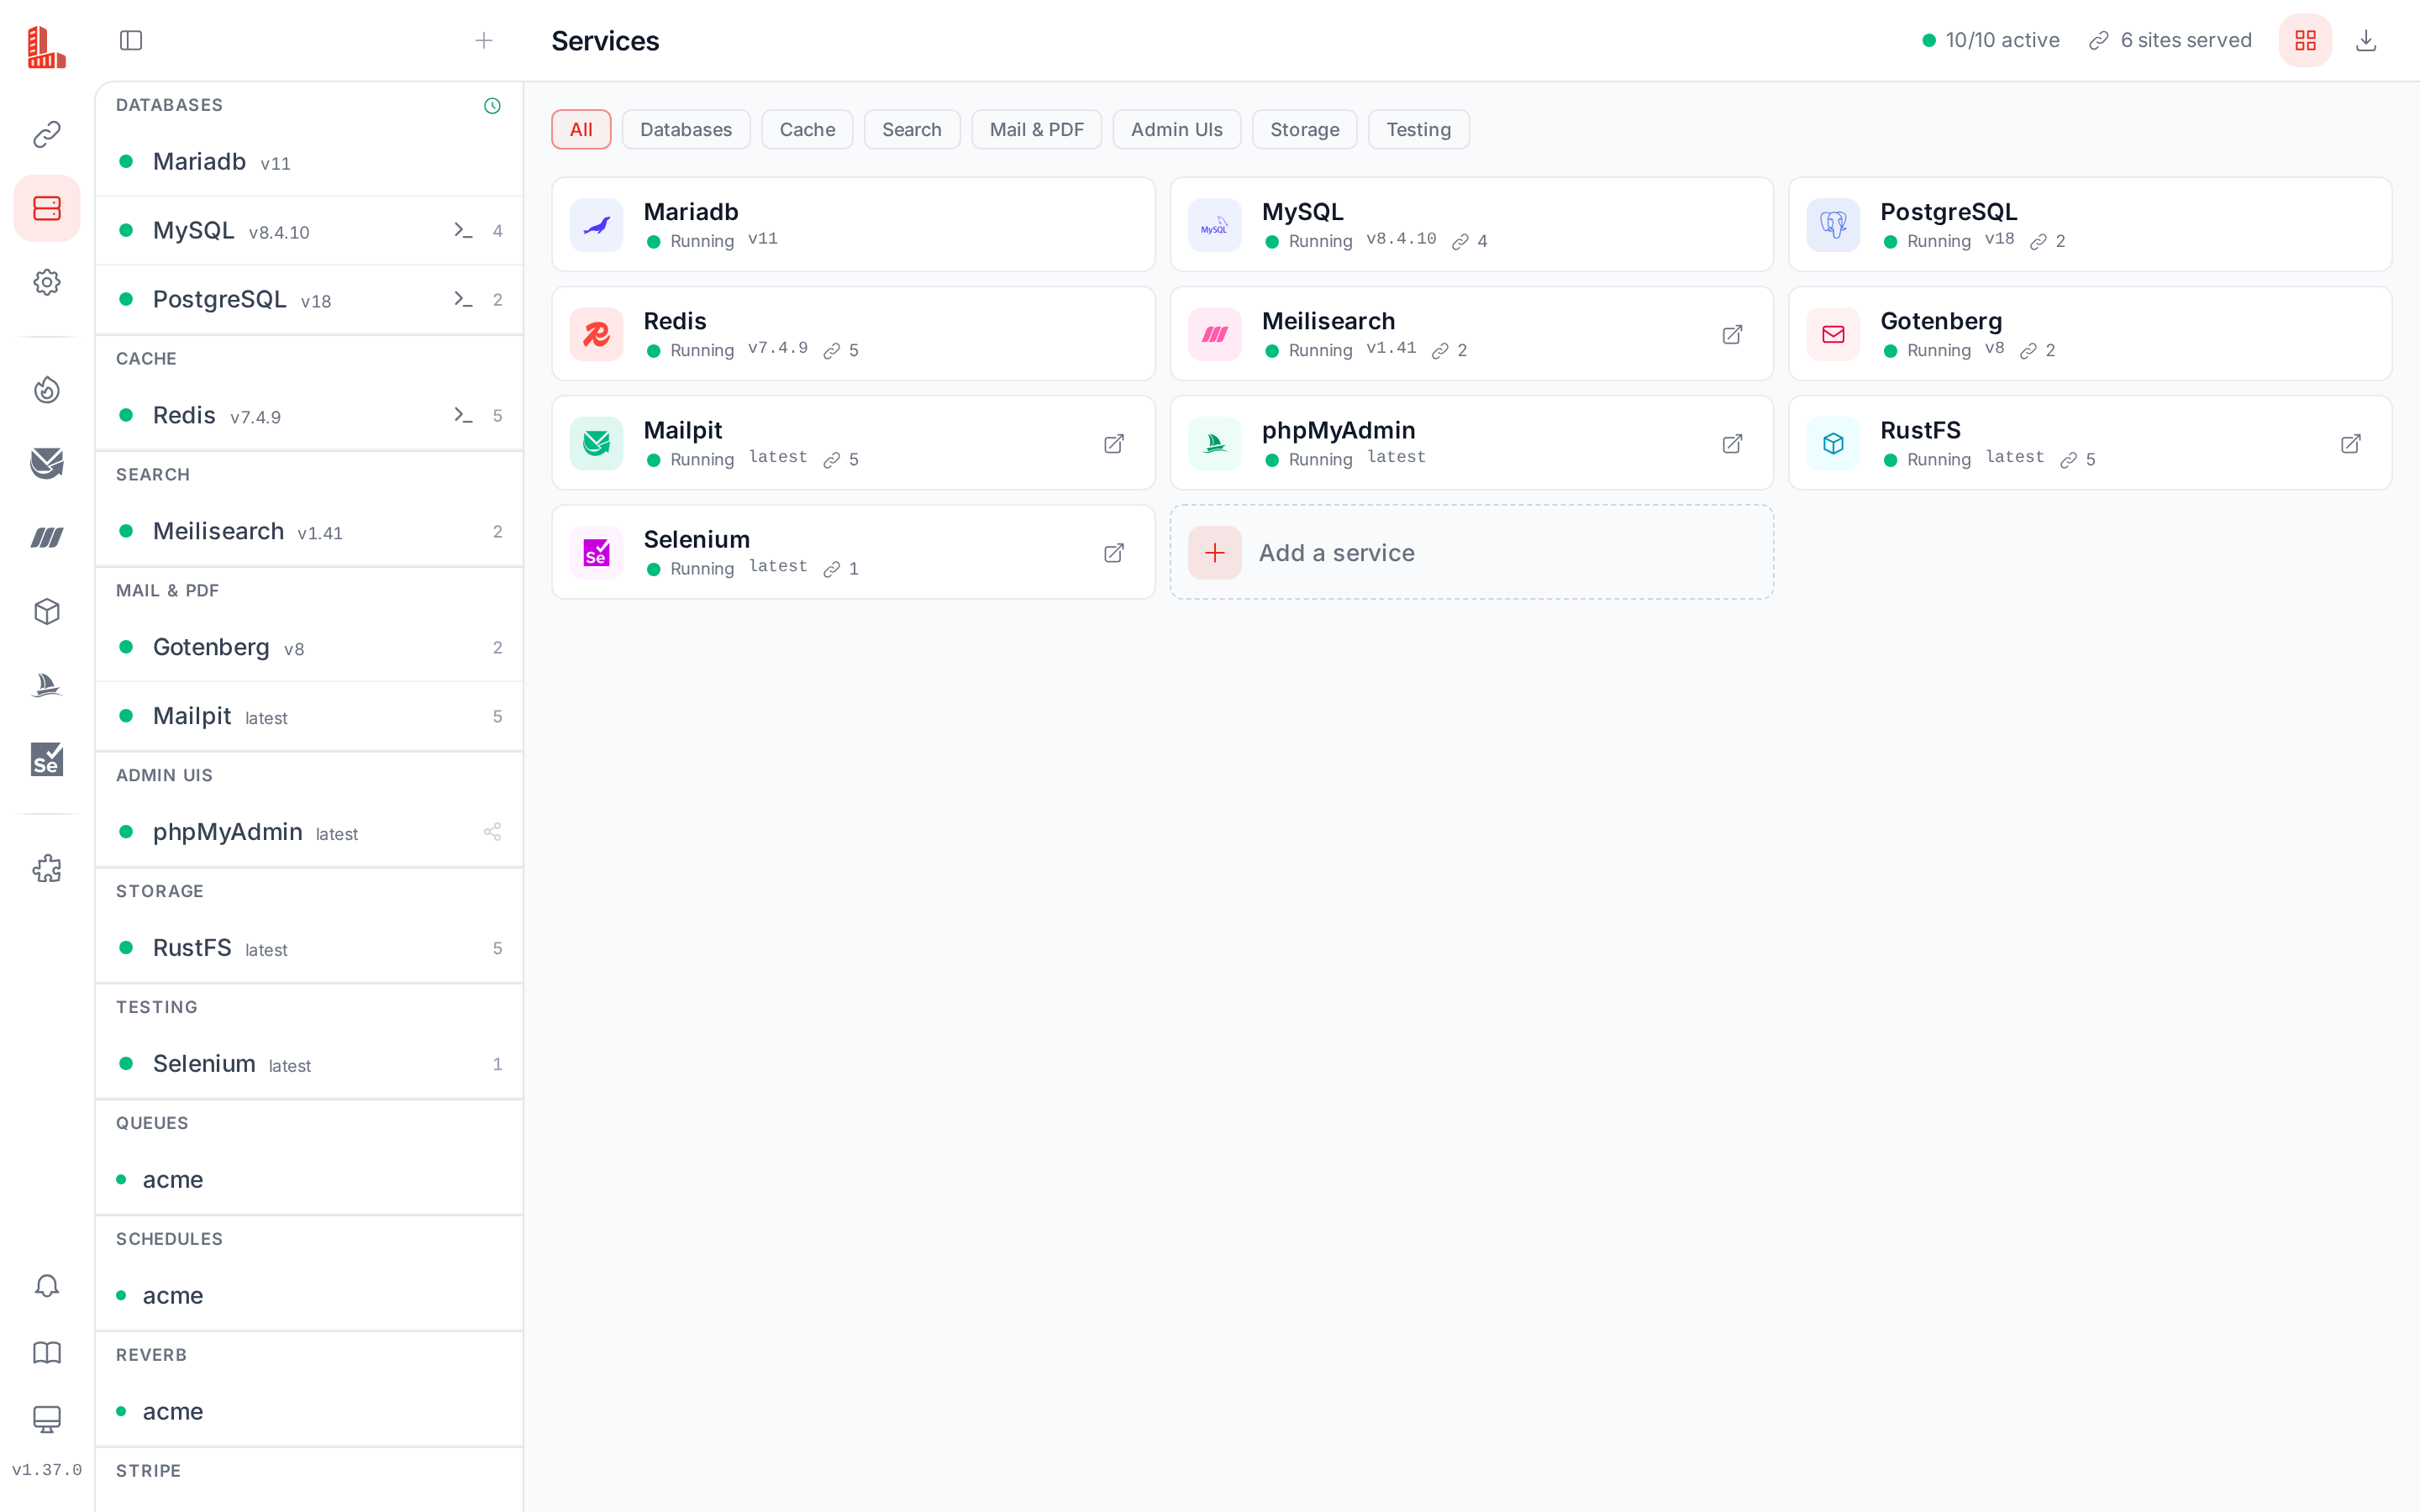 Services
10/10 active
6 sites served
DATABASES
Mariadb v11
MySQL v8.4.10 4
PostgreSQL v18 2
CACHE
Redis v7.4.9 5
SEARCH
Meilisearch v1.41 2
MAIL & PDF
Gotenberg v8 2
Mailpit latest 5
ADMIN UIS
phpMyAdmin latest
STORAGE
RustFS latest 5
TESTING
Selenium latest 1
QUEUES
acme
SCHEDULES
acme
REVERB
acme
STRIPE
v1.37.0
All Databases Cache Search Mail & PDF Admin UIs Storage Testing
Mariadb
Running v11
MySQL
MySQL
Running v8.4.10 4
PostgreSQL
Running v18 2
Redis
Running v7.4.9 5
Meilisearch
Running v1.41 2
Gotenberg
Running v8 2
Mailpit
Running latest 5
phpMyAdmin
Running latest
RustFS
Running latest 5
Se
Selenium
Running latest 1
Add a service
Se